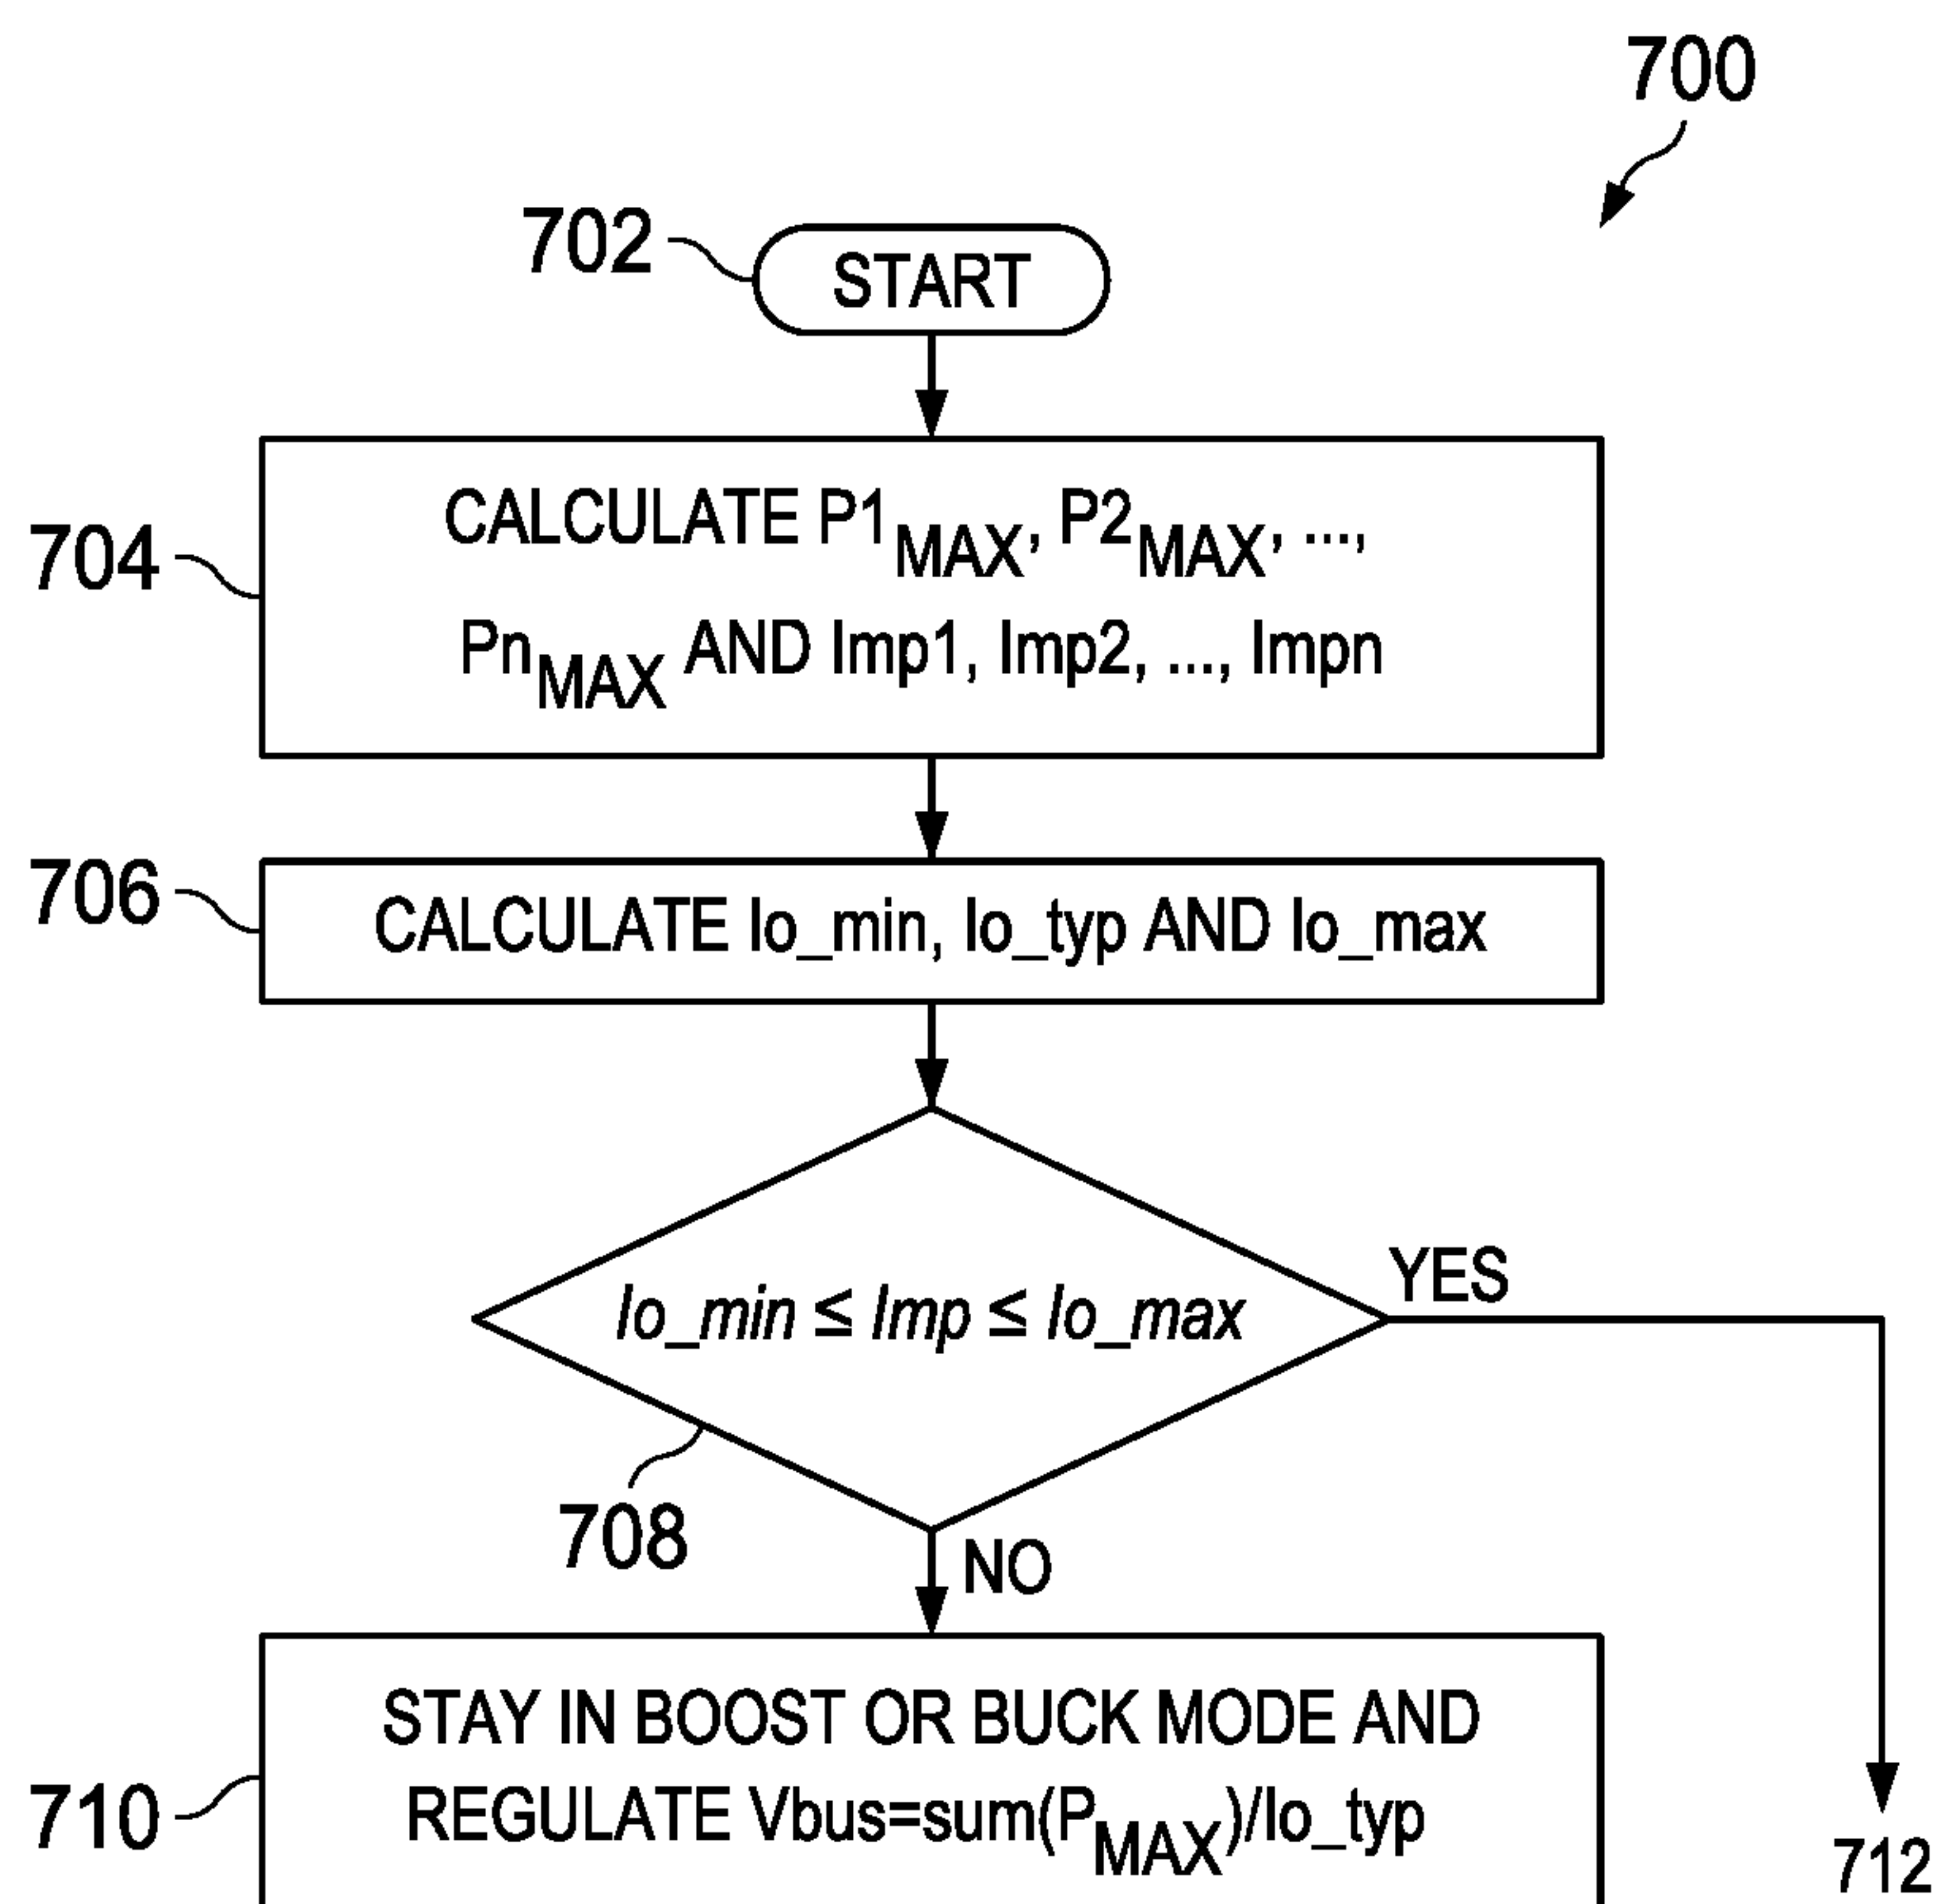 700
702
START
704
CALCULATE P1MAX, P2MAX, ...,
PnMAX AND Imp1, Imp2, ..., Impn
706
CALCULATE Io_min, Io_typ AND Io_max
Io_min ≤ Imp ≤ Io_max
YES
708
NO
710
STAY IN BOOST OR BUCK MODE AND
REGULATE Vbus=sum(PMAX)/Io_typ
712